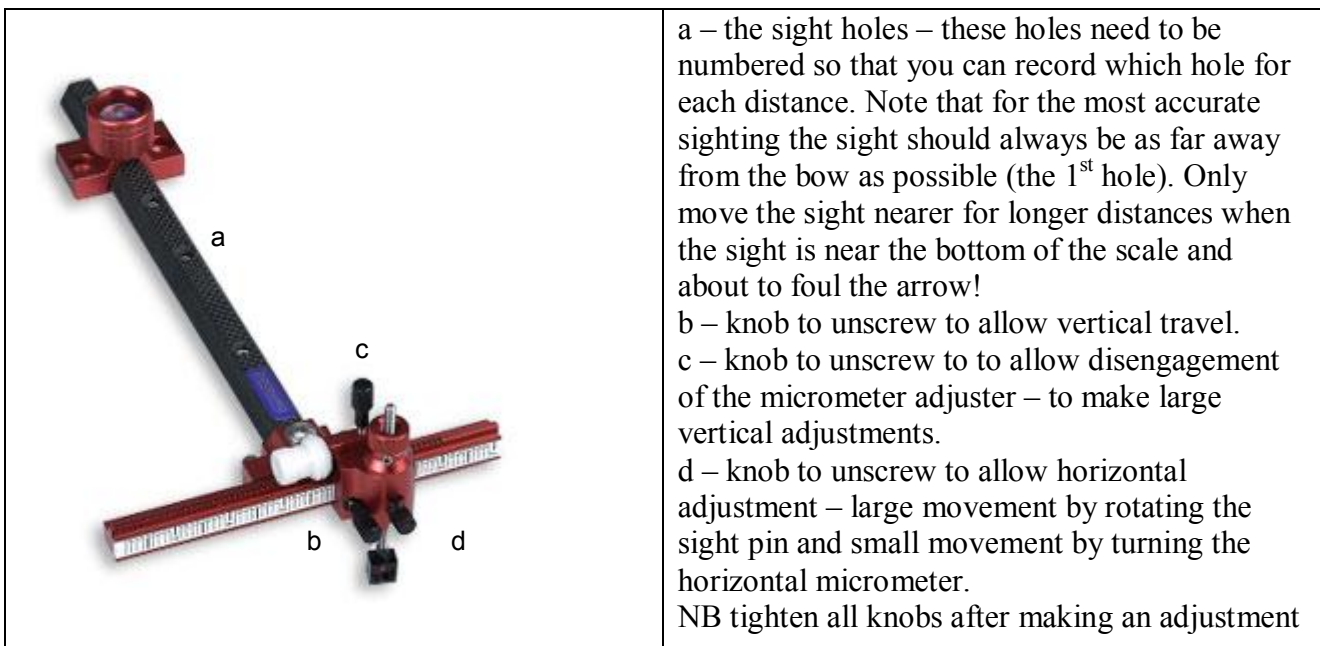 a
c
b
d
a – the sight holes – these holes need to be
numbered so that you can record which hole for
each distance. Note that for the most accurate
sighting the sight should always be as far away
from the bow as possible (the 1st hole). Only
move the sight nearer for longer distances when
the sight is near the bottom of the scale and
about to foul the arrow!
b – knob to unscrew to allow vertical travel.
c – knob to unscrew to to allow disengagement
of the micrometer adjuster – to make large
vertical adjustments.
d – knob to unscrew to allow horizontal
adjustment – large movement by rotating the
sight pin and small movement by turning the
horizontal micrometer.
NB tighten all knobs after making an adjustment